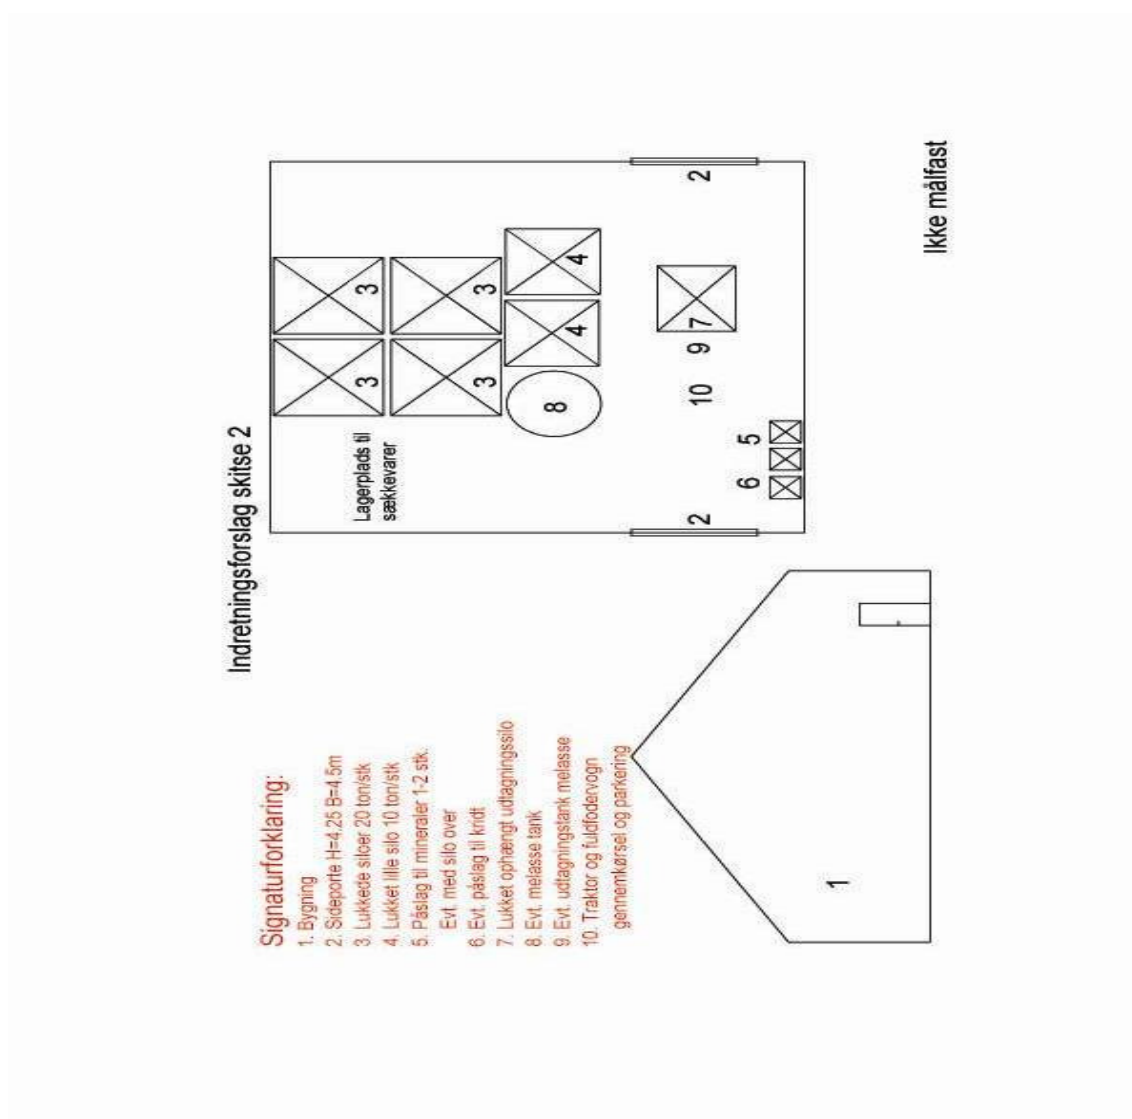 Indretningsforslag skitse 2
Signaturforklaring:
1. Bygning
2. Sideporte H=4.25 B=4.5m
3. Lukkede siloer 20 ton/stk
4. Lukket lille silo 10 ton/stk
5. Påslag til mineraler 1-2 stk.
Evt. med silo over
6. Evt. påslag til kridt
7. Lukket ophængt udtagningssilo
8. Evt. melasse tank
9. Evt. udtagningstank melasse
10. Traktor og fuldfodervogn
gennemkørsel og parkering
Lagerplads til
sækkevarer
3
3
3
3
8
4
4
2
10
9
7
2
6
5
1
Ikke målfast